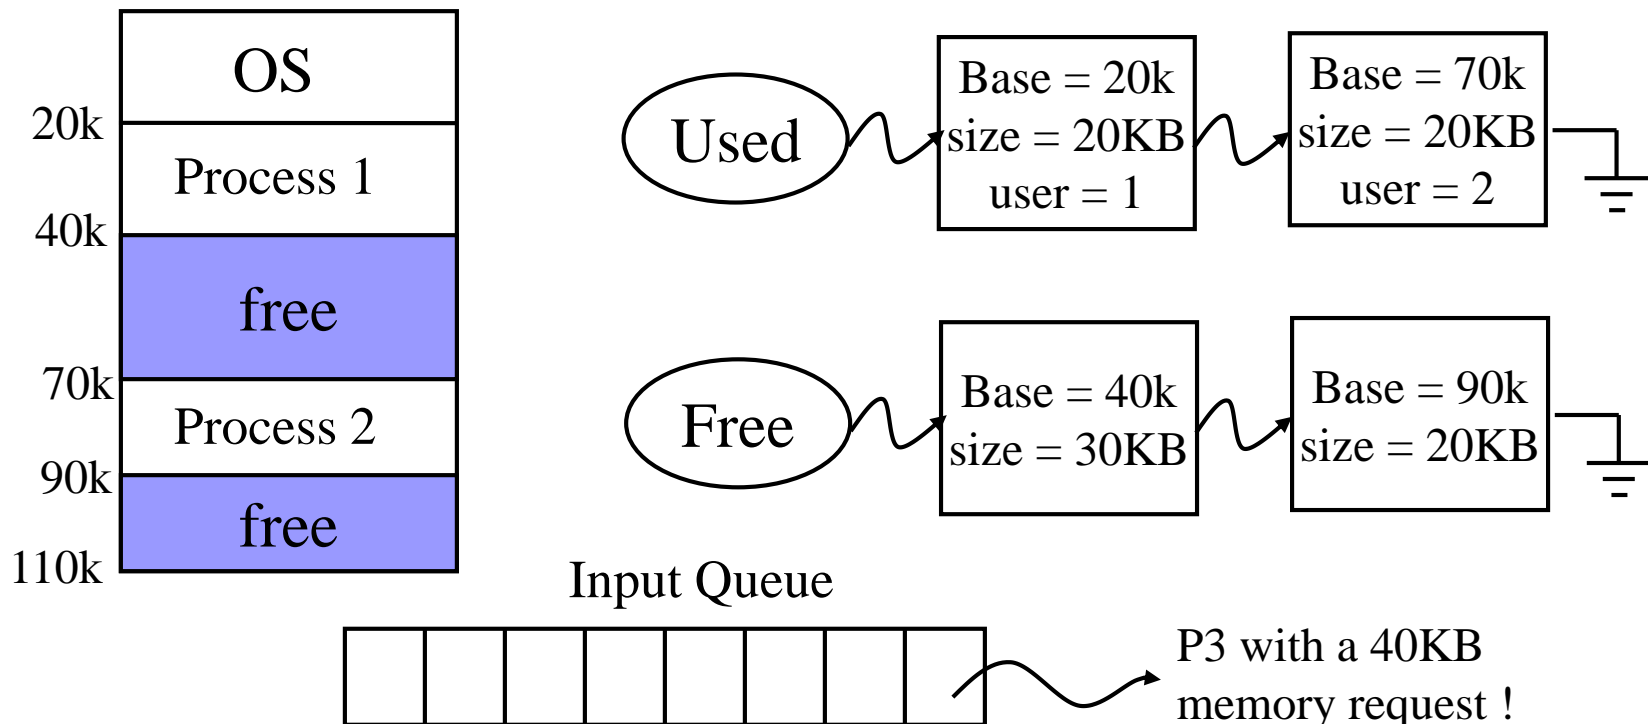 OS
20k
Process 1
40k
free
70k
Process 2
90k
free
110k
Used
Base = 20k
size = 20KB
user = 1
Base = 70k
size = 20KB
user = 2
Free
Base = 40k
size = 30KB
Base = 90k
size = 20KB
Input Queue
P3 with a 40KB
memory request !